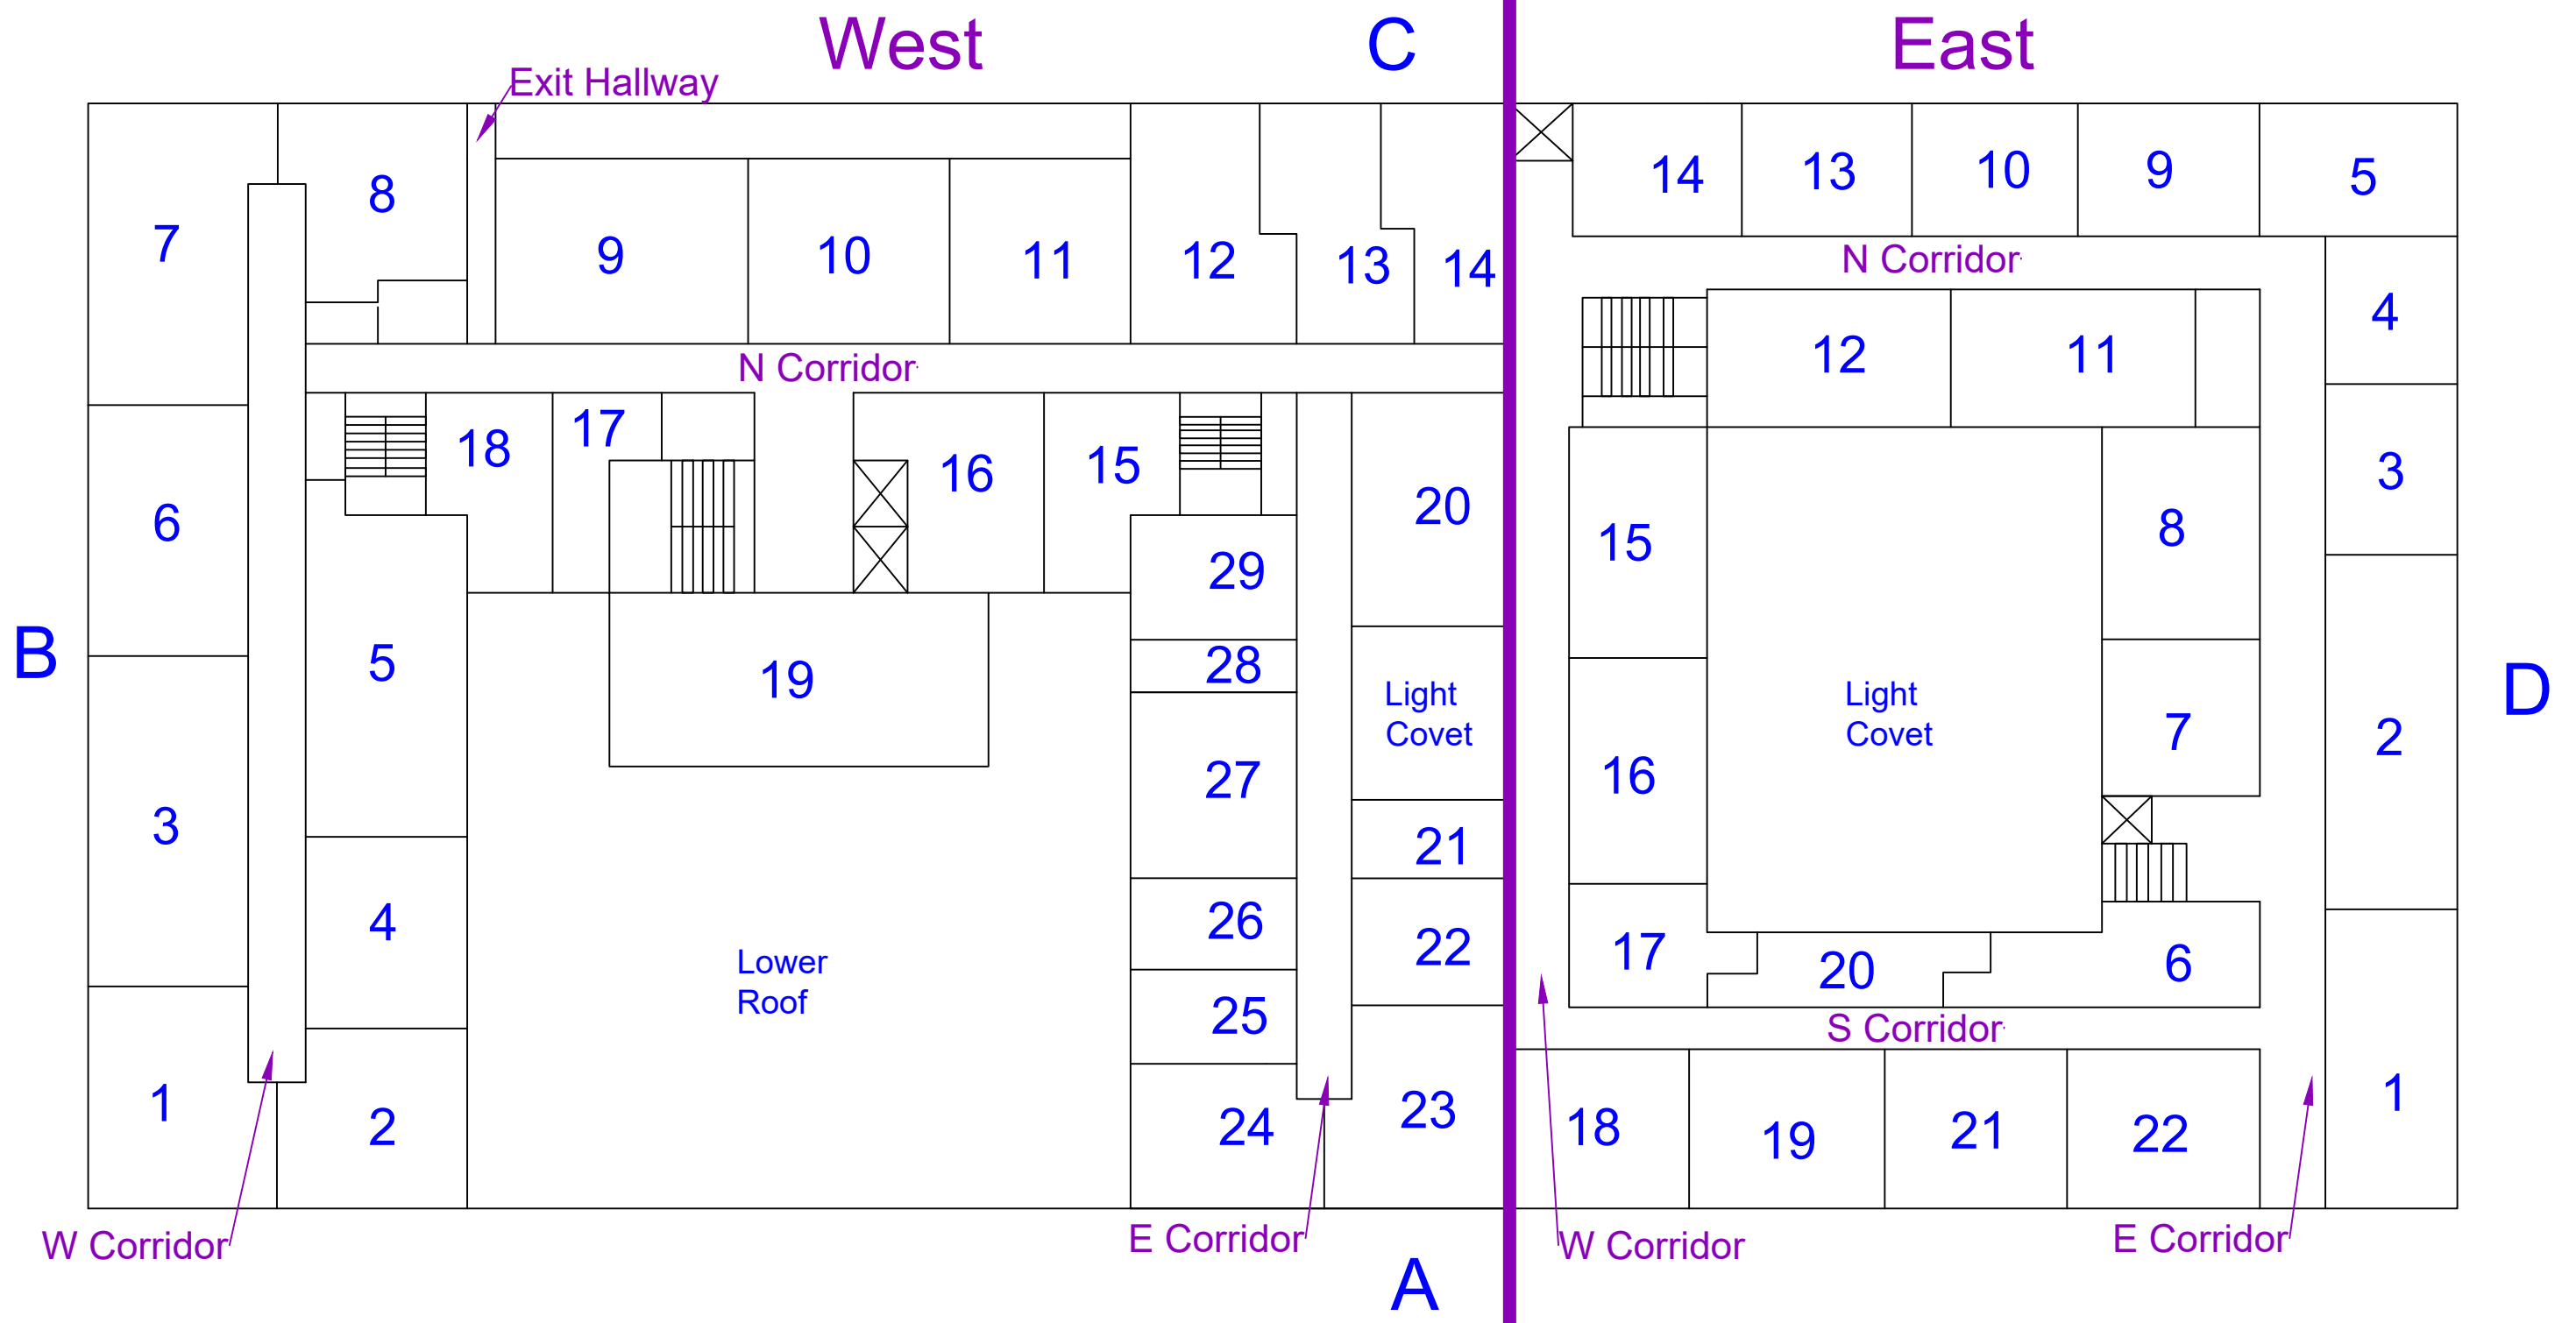 West
C
East
Exit Hallway
8
7
9
10
11
12
13
14
14
13
10
9
5
N Corridor
N Corridor
4
12
11
3
18
17
16
15
20
6
29
15
8
B
5
28
19
Light
Covet
Light
Covet
D
27
16
7
2
3
21
4
26
22
17
20
6
Lower
Roof
25
S Corridor
1
2
24
23
18
19
21
22
1
W Corridor
E Corridor
W Corridor
E Corridor
A